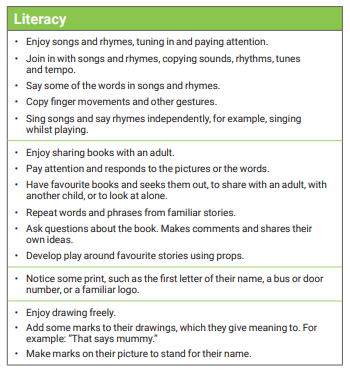 Literacy
• Enjoy songs and rhymes, tuning in and paying attention.
• Join in with songs and rhymes, copying sounds, rhythms, tunes
and tempo.
• Say some of the words in songs and rhymes.
• Copy finger movements and other gestures.
• Sing songs and say rhymes independently, for example, singing
whilst playing.
• Enjoy sharing books with an adult.
• Pay attention and responds to the pictures or the words.
• Have favourite books and seeks them out, to share with an adult, with
another child, or to look at alone.
• Repeat words and phrases from familiar stories.
• Ask questions about the book. Makes comments and shares their
own ideas.
• Develop play around favourite stories using props.
• Notice some print, such as the first letter of their name, a bus or door
number, or a familiar logo.
• Enjoy drawing freely.
• Add some marks to their drawings, which they give meaning to. For
example: “That says mummy.”
• Make marks on their picture to stand for their name.